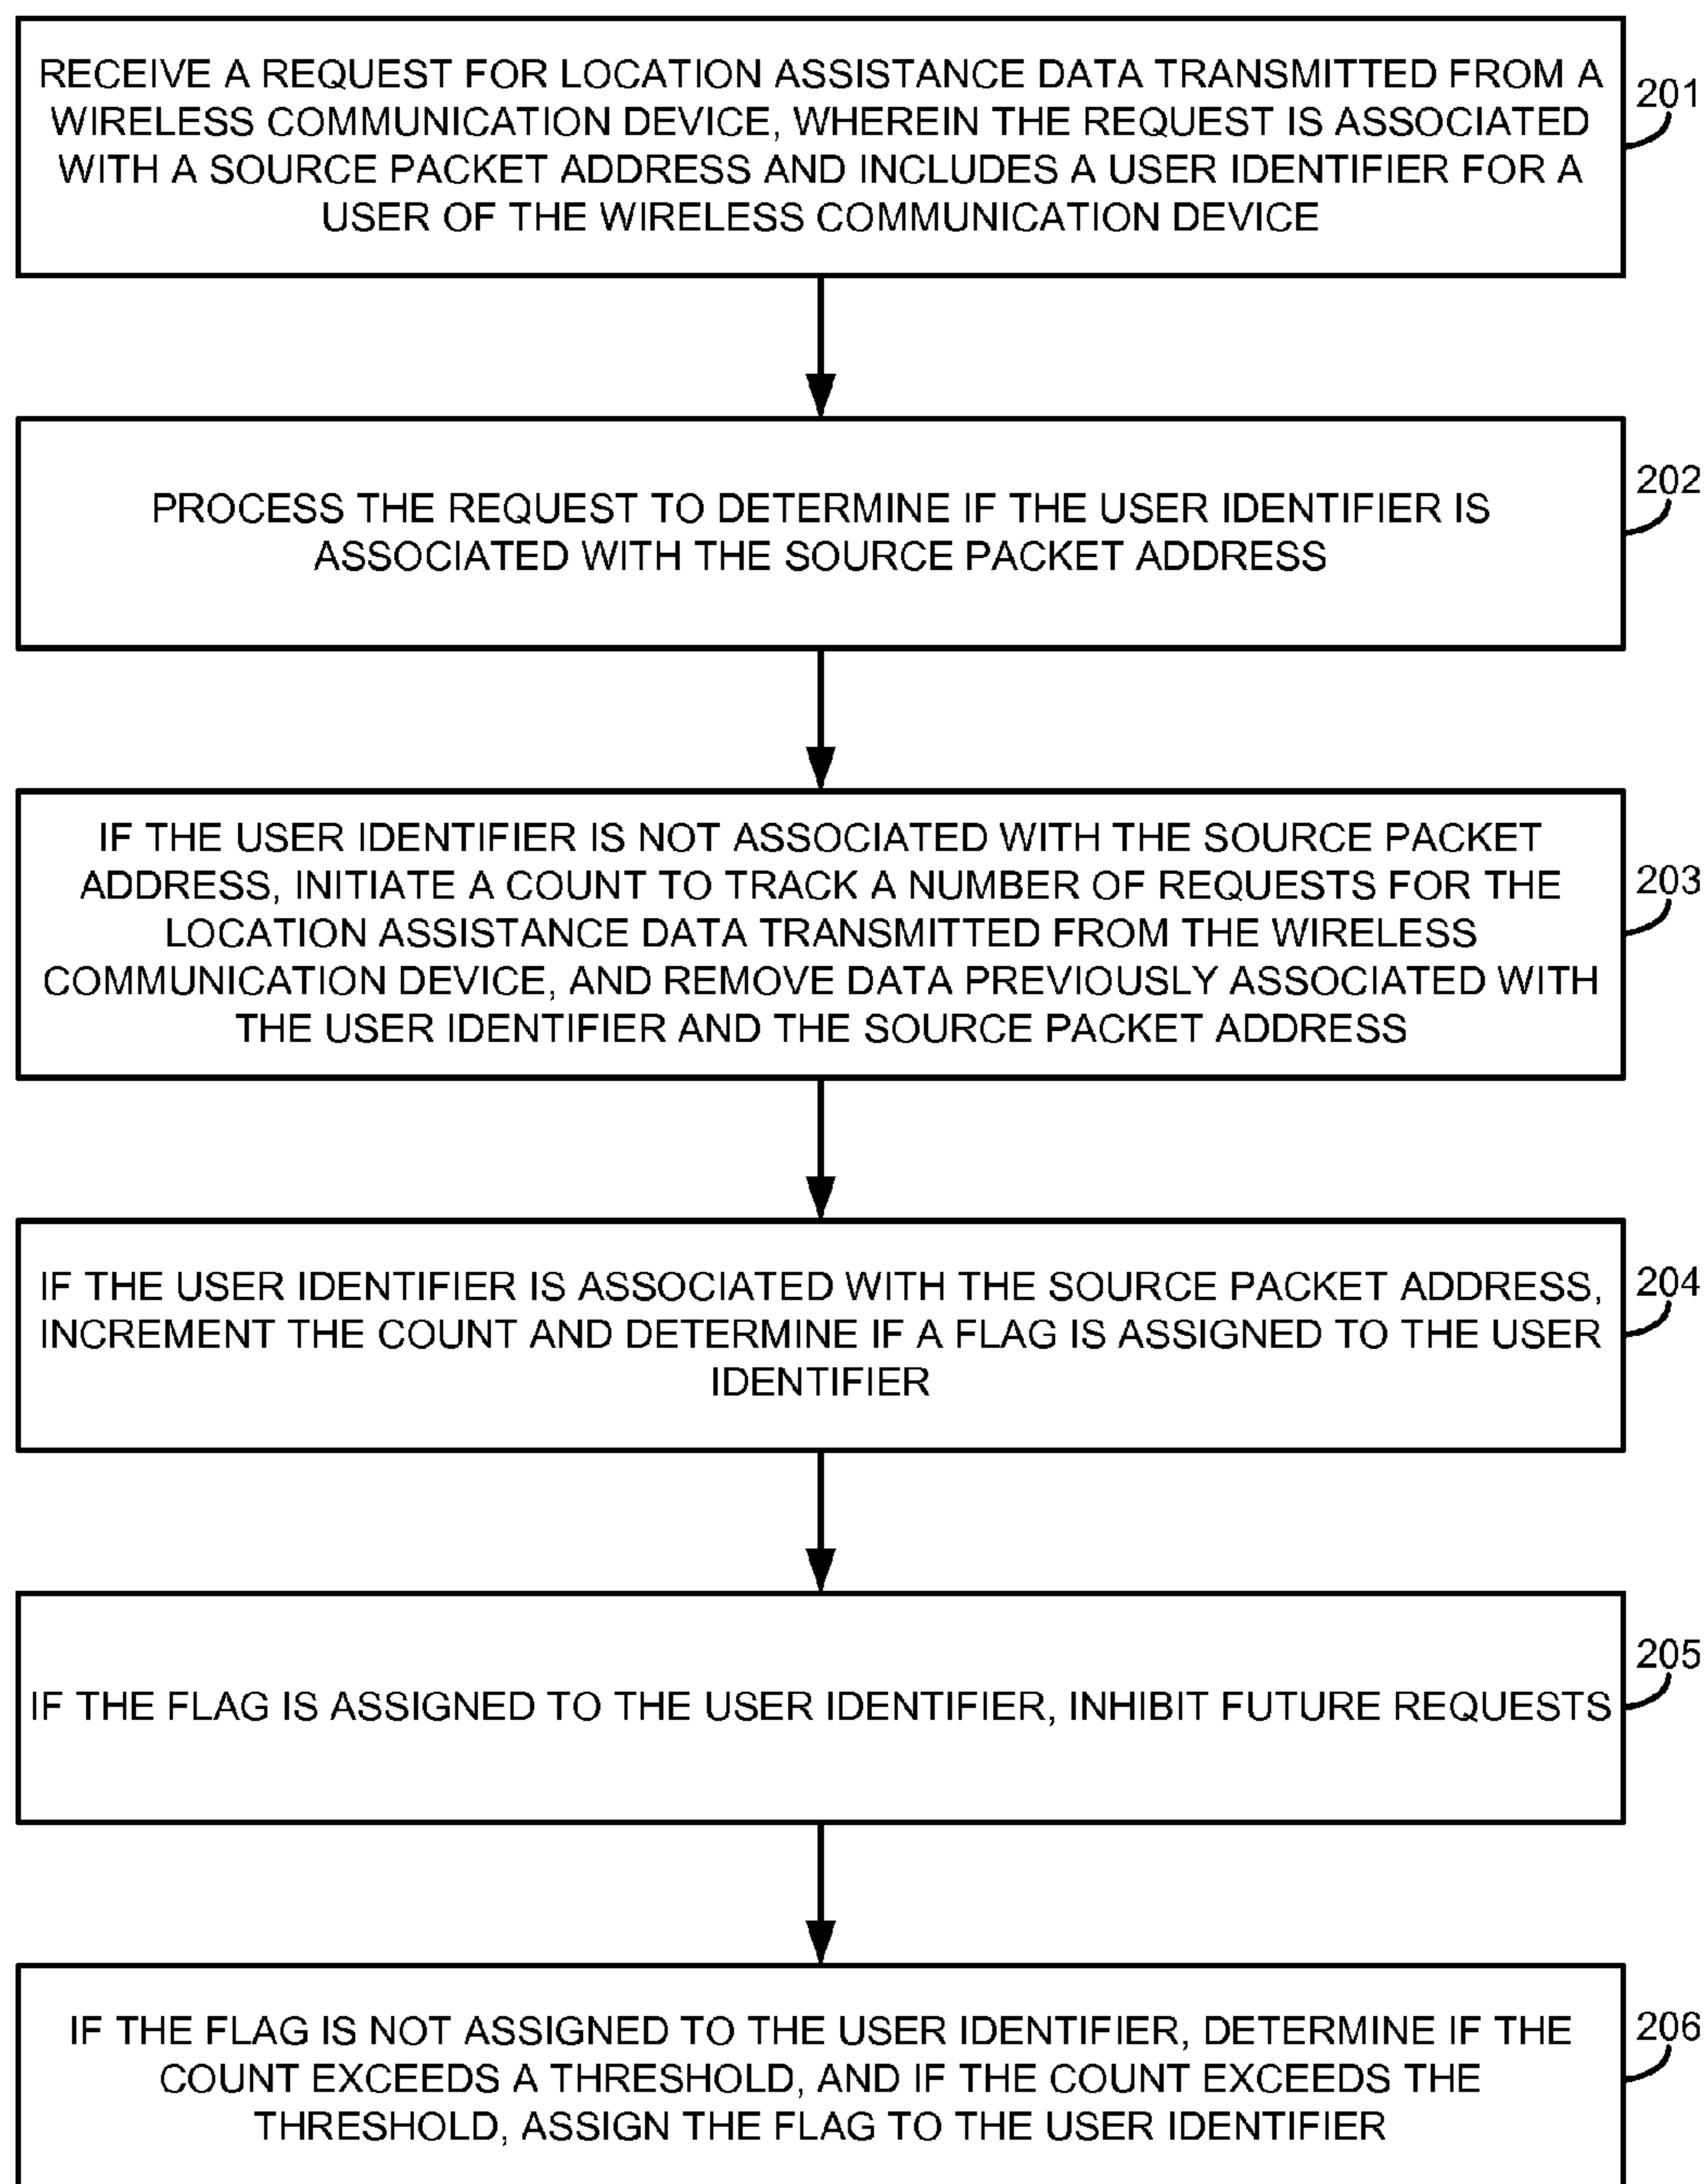 RECEIVE A REQUEST FOR LOCATION ASSISTANCE DATA TRANSMITTED FROM A
WIRELESS COMMUNICATION DEVICE, WHEREIN THE REQUEST IS ASSOCIATED
WITH A SOURCE PACKET ADDRESS AND INCLUDES A USER IDENTIFIER FOR A
USER OF THE WIRELESS COMMUNICATION DEVICE
201
PROCESS THE REQUEST TO DETERMINE IF THE USER IDENTIFIER IS
ASSOCIATED WITH THE SOURCE PACKET ADDRESS
202
IF THE USER IDENTIFIER IS NOT ASSOCIATED WITH THE SOURCE PACKET
ADDRESS, INITIATE A COUNT TO TRACK A NUMBER OF REQUESTS FOR THE
LOCATION ASSISTANCE DATA TRANSMITTED FROM THE WIRELESS
COMMUNICATION DEVICE, AND REMOVE DATA PREVIOUSLY ASSOCIATED WITH
THE USER IDENTIFIER AND THE SOURCE PACKET ADDRESS
203
IF THE USER IDENTIFIER IS ASSOCIATED WITH THE SOURCE PACKET ADDRESS,
INCREMENT THE COUNT AND DETERMINE IF A FLAG IS ASSIGNED TO THE USER
IDENTIFIER
204
IF THE FLAG IS ASSIGNED TO THE USER IDENTIFIER, INHIBIT FUTURE REQUESTS
205
IF THE FLAG IS NOT ASSIGNED TO THE USER IDENTIFIER, DETERMINE IF THE
COUNT EXCEEDS A THRESHOLD, AND IF THE COUNT EXCEEDS THE
THRESHOLD, ASSIGN THE FLAG TO THE USER IDENTIFIER
206